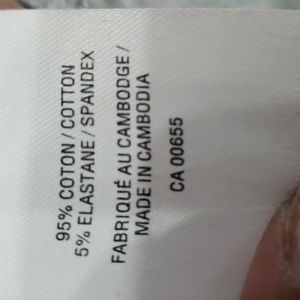 95% COTON / COTTON
5% ELASTANE / SPANDEX
FABRIQUÉ AU CAMBODGE /
MADE IN CAMBODIA
CA 00655